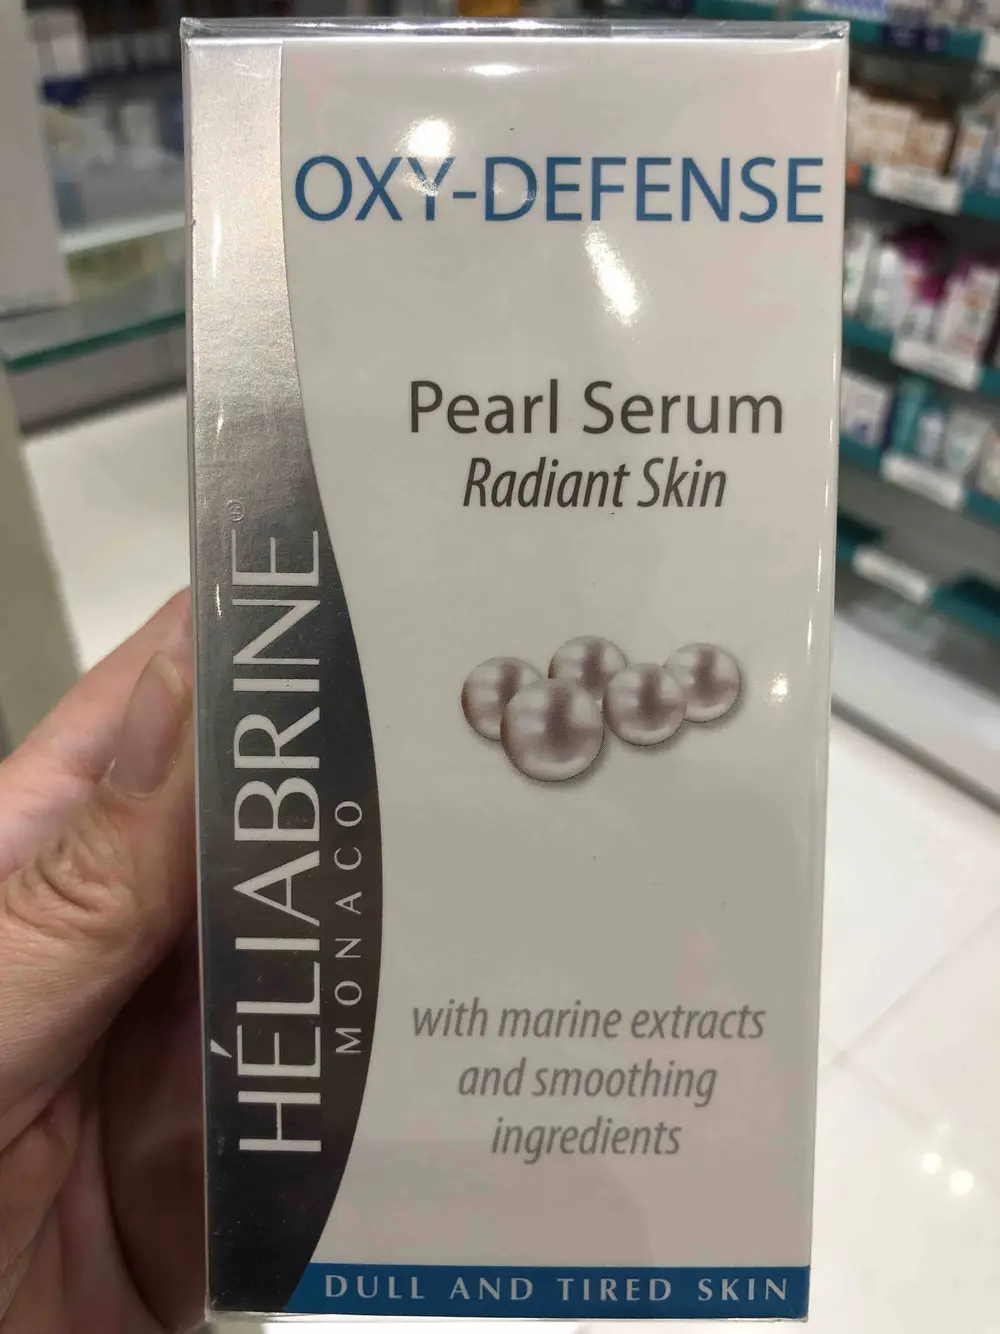 OXY-DEFENSE
Pearl Serum
Radiant Skin
HÉLIABRINE®
MONACO
with marine extracts
and smoothing
ingredients
DULL AND TIRED SKIN